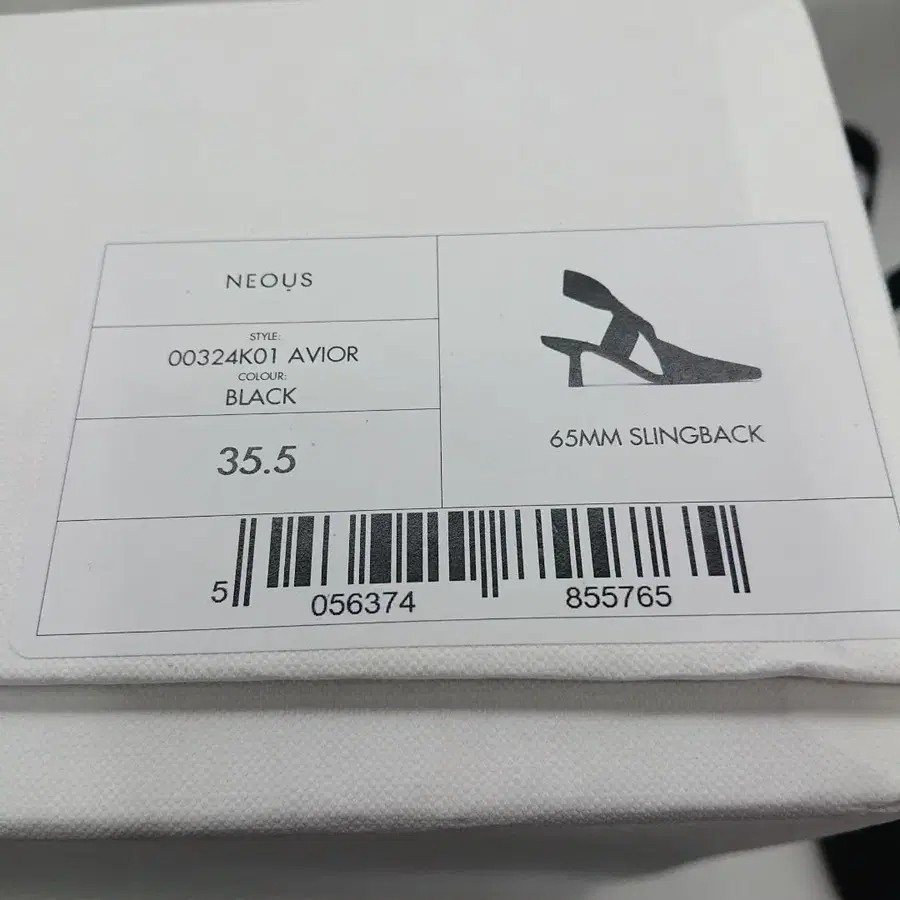 NEOUS
STYLE:
00324K01 AVIOR
COLOUR:
BLACK
35.5
65MM SLINGBACK
5 056374 855765